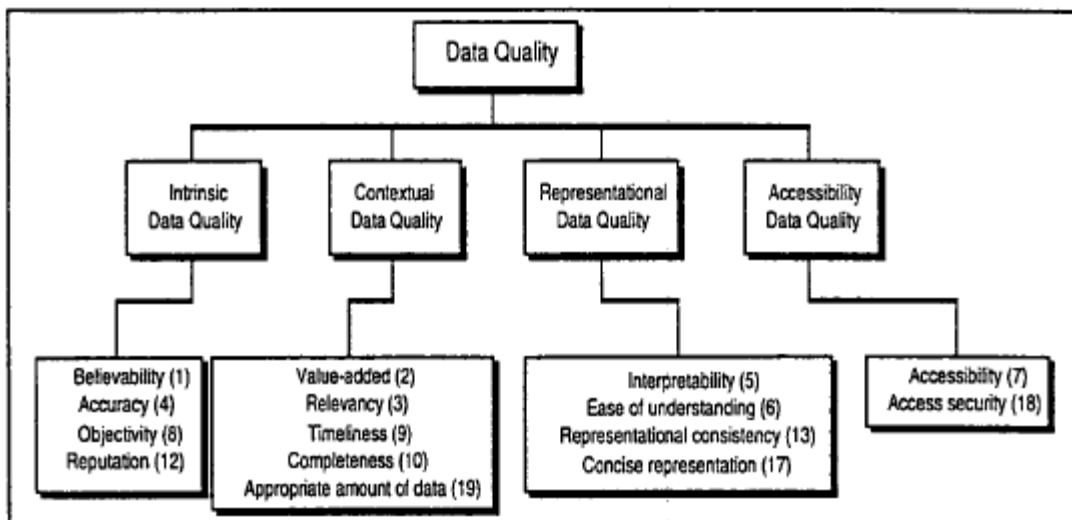 Data Quality
Intrinsic
Data Quality
Contextual
Data Quality
Representational
Data Quality
Accessibility
Data Quality
Believability (1)
Accuracy (4)
Objectivity (8)
Reputation (12)
Value-added (2)
Relevancy (3)
Timeliness (9)
Completeness (10)
Appropriate amount of data (19)
Interpretability (5)
Ease of understanding (6)
Representational consistency (13)
Concise representation (17)
Accessibility (7)
Access security (18)